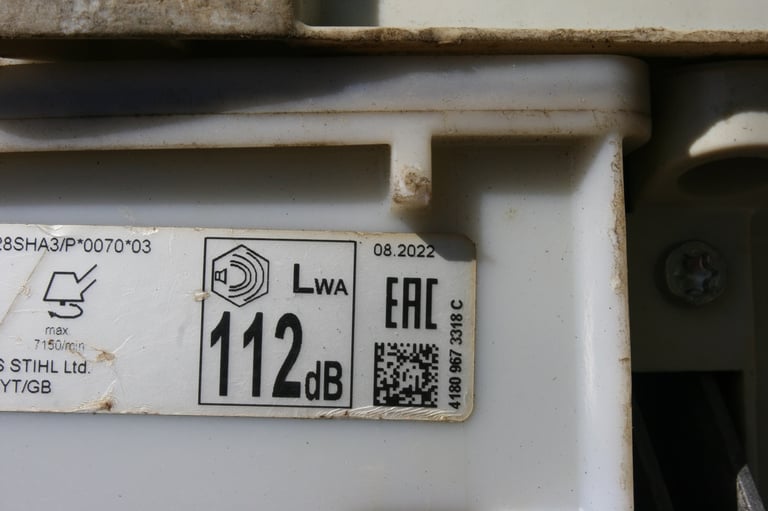 28SHA3/P*0070*03
max.
7150/min
S STIHL Ltd.
YT/GB
LWA
112dB
08.2022
EAC
4180 967 3318 C